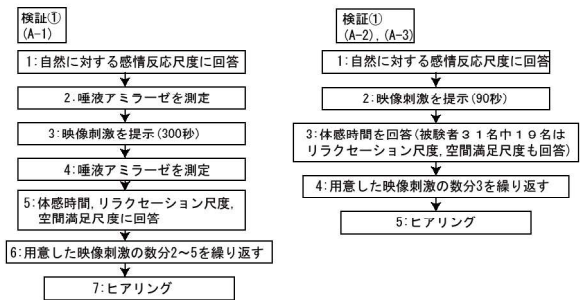 検証①
(A-1)
1:自然に対する感情反応尺度に回答
2.唾液アミラーゼを測定
3:映像刺激を提示(300秒)
4:唾液アミラーゼを測定
5:体感時間,リラクセーション尺度,
空間満足尺度に回答
6:用意した映像刺激の数分2～5を繰り返す
7:ヒアリング
検証①
(A-2),(A-3)
1:自然に対する感情反応尺度に回答
2:映像刺激を提示(90秒)
3:体感時間を回答(被験者31名中19名は
リラクセーション尺度,空間満足尺度も回答)
4:用意した映像刺激の数分3を繰り返す
5:ヒアリング